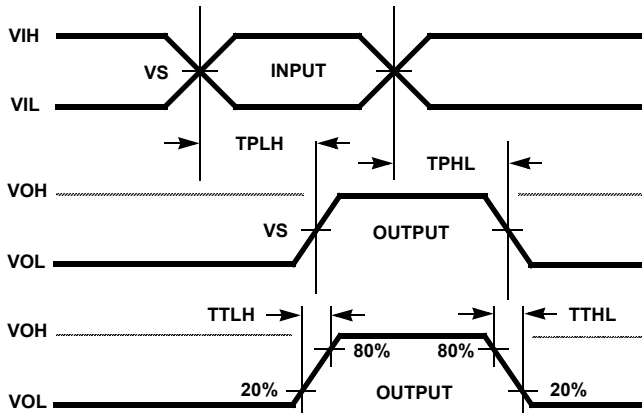 VIH
VS
INPUT
VIL
TPLH
TPHL
VOH
VS
OUTPUT
VOL
TTLH
TTHL
VOH
80%
80%
20%
OUTPUT
20%
VOL